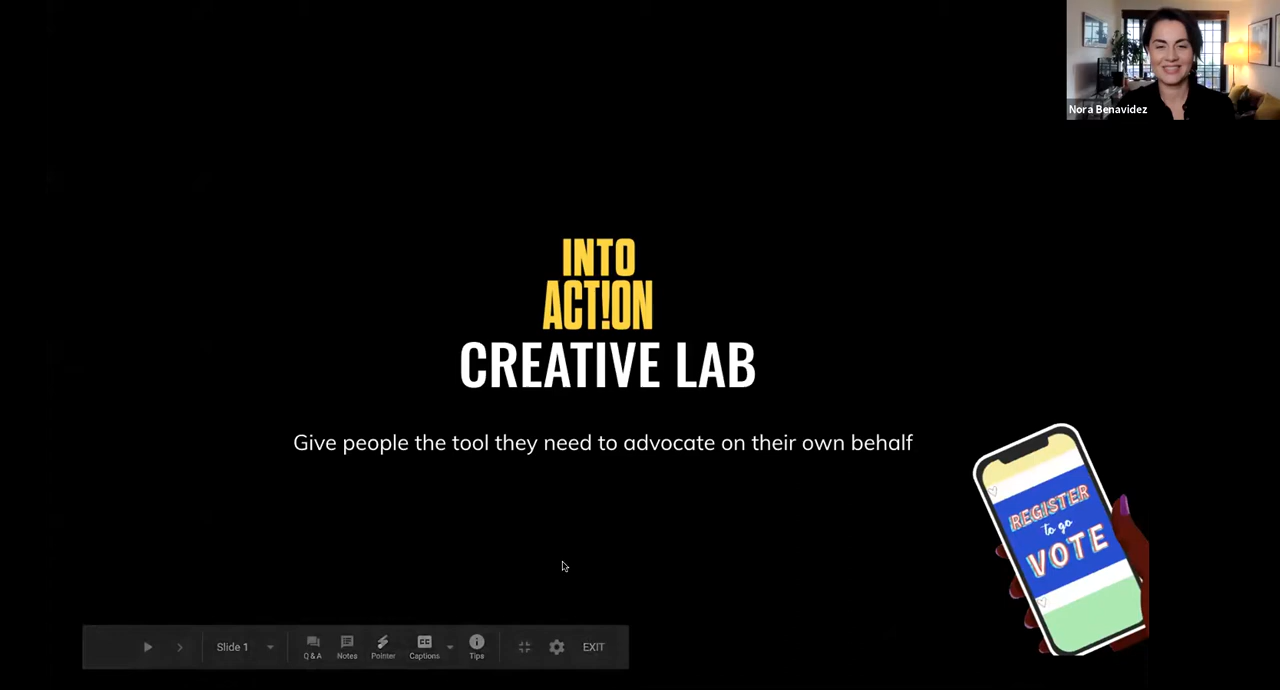 Nora Benavidez
INTO
ACT!ON
CREATIVE LAB
Give people the tool they need to advocate on their own behalf
REGISTER
to go
VOTE
Slide 1
Q & A
Notes
Pointer
Captions
Tips
EXIT